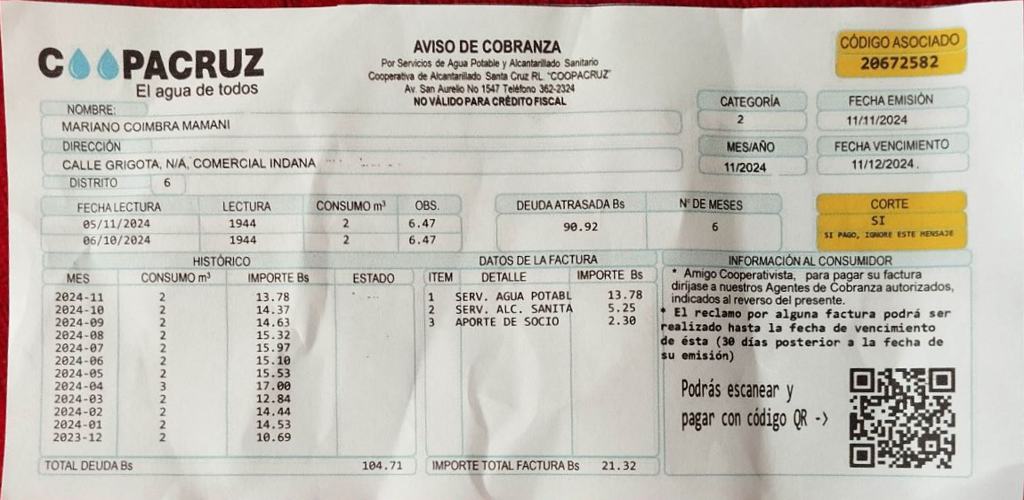 COOPACRUZ
El agua de todos
AVISO DE COBRANZA
Por Servicios de Agua Potable y Alcantarillado Sanitario
Cooperativa de Alcantarillado Santa Cruz RL. "COOPACRUZ"
Av. San Aurelio No 1547 Teléfono 362-2324
NO VÁLIDO PARA CRÉDITO FISCAL
CÓDIGO ASOCIADO
20672582
NOMBRE:
MARIANO COIMBRA MAMANI
CATEGORÍA
2
FECHA EMISIÓN
11/11/2024
DIRECCIÓN
CALLE GRIGOTA, N/A, COMERCIAL INDANA
MES/AÑO
11/2024
FECHA VENCIMIENTO
11/12/2024.
DISTRITO 6
FECHA LECTURA LECTURA CONSUMO m³ OBS.
05/11/2024 1944 2 6.47
06/10/2024 1944 2 6.47
DEUDA ATRASADA Bs N° DE MESES
90.92 6
CORTE
SI
SI PAGO, IGNORE ESTE MENSAJE
HISTÓRICO
MES CONSUMO m³ IMPORTE Bs ESTADO
2024-11 2 13.78
2024-10 2 14.37
2024-09 2 14.63
2024-08 2 15.32
2024-07 2 15.97
2024-06 2 15.10
2024-05 2 15.53
2024-04 3 17.00
2024-03 2 12.84
2024-02 2 14.44
2024-01 2 14.53
2023-12 2 10.69
TOTAL DEUDA Bs 104.71
DATOS DE LA FACTURA
ITEM DETALLE IMPORTE Bs
1 SERV. AGUA POTABL 13.78
2 SERV. ALC. SANITA 5.25
3 APORTE DE SOCIO 2.30
IMPORTE TOTAL FACTURA Bs 21.32
INFORMACIÓN AL CONSUMIDOR
* Amigo Cooperativista, para pagar su factura
dirijase a nuestros Agentes de Cobranza autorizados,
indicados al reverso del presente.
* El reclamo por alguna factura podrá ser
realizado hasta la fecha de vencimiento
de ésta (30 días posterior a la fecha de
su emisión)
Podrás escanear y
pagar con código QR ->